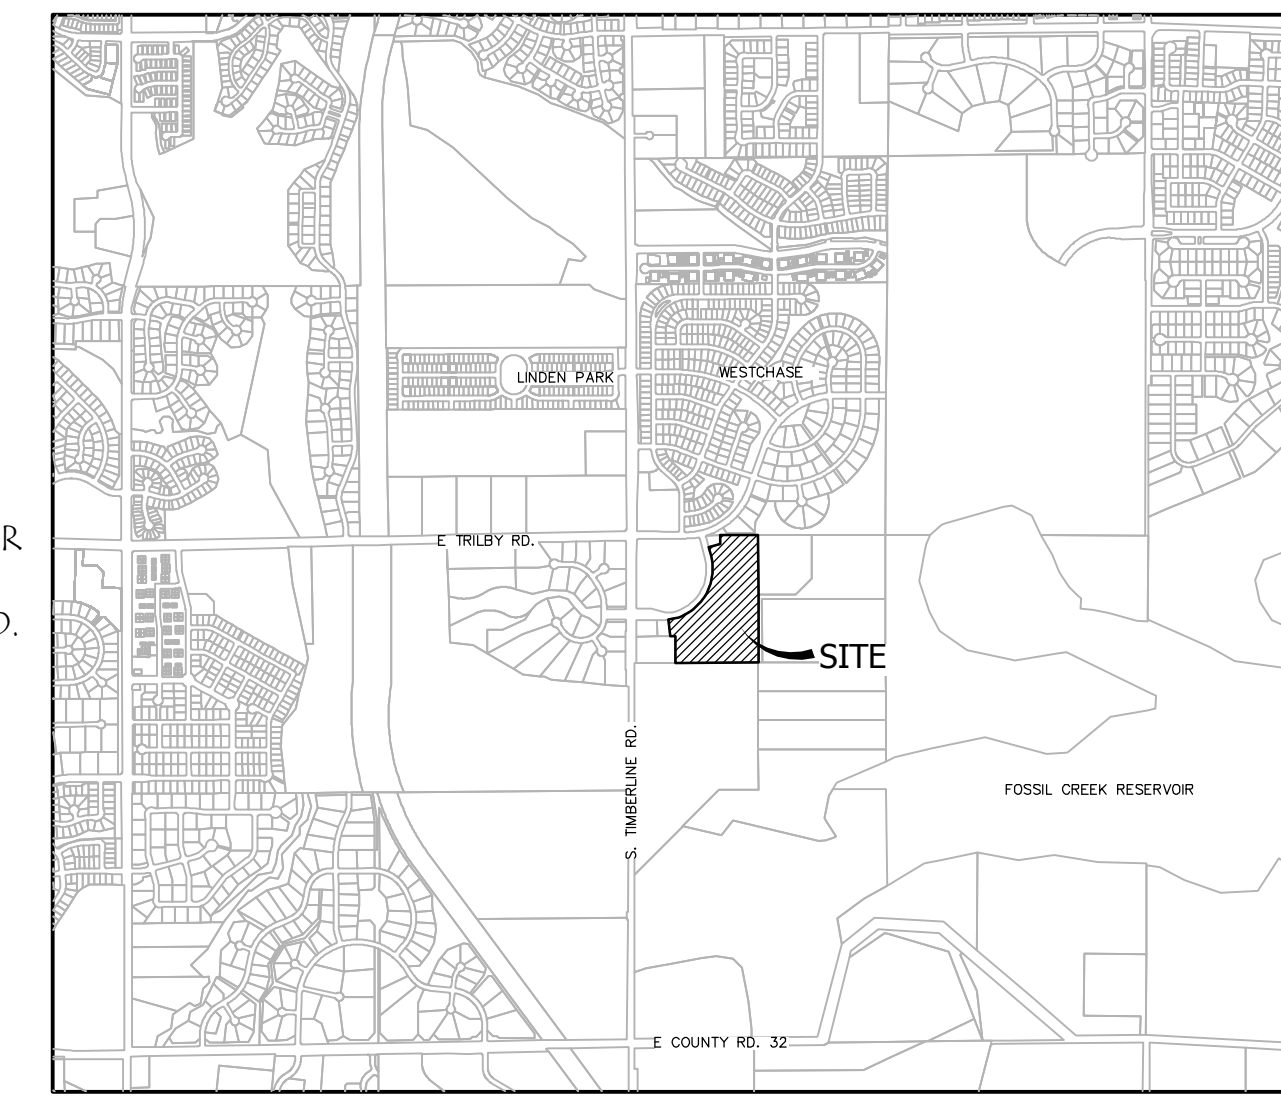 LINDEN PARK
WESTCHASE
R
E TRILBY RD.
SITE
S. TIMBERLINE RD.
FOSSIL CREEK RESERVOIR
E COUNTY RD. 32